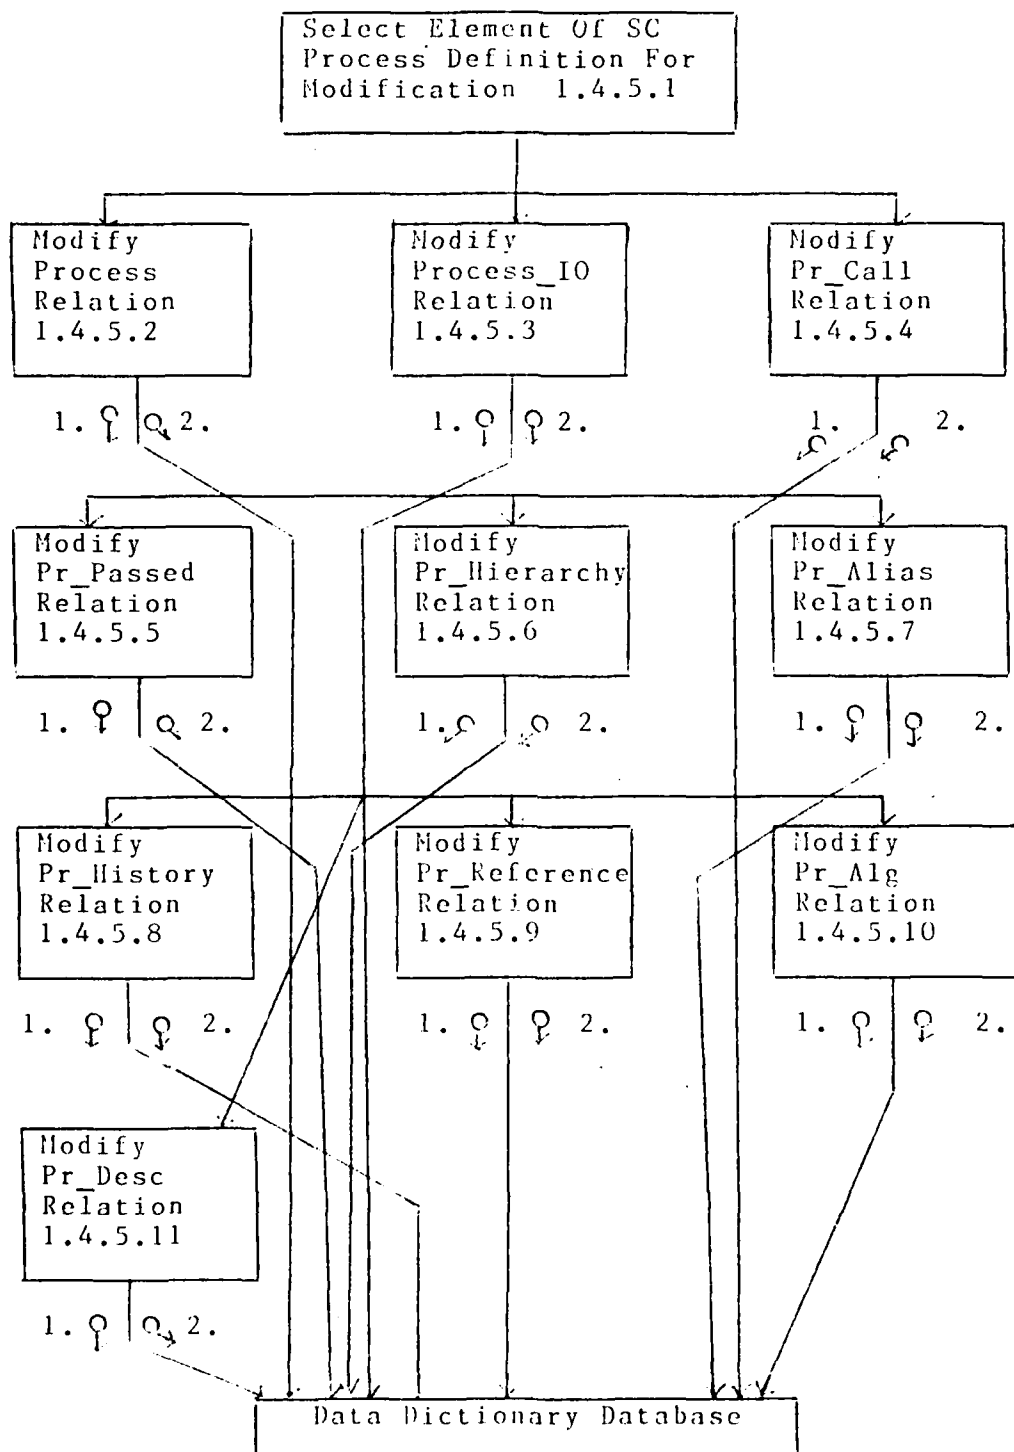 Select Element Of SC
Process Definition For
Modification 1.4.5.1
Modify
Process
Relation
1.4.5.2
Modify
Process_IO
Relation
1.4.5.3
Modify
Pr_Call
Relation
1.4.5.4
1. 2.
1. 2.
1. 2.
Modify
Pr_Passed
Relation
1.4.5.5
Modify
Pr_Hierarchy
Relation
1.4.5.6
Modify
Pr_Alias
Relation
1.4.5.7
1. 2.
1. 2.
1. 2.
Modify
Pr_History
Relation
1.4.5.8
Modify
Pr_Reference
Relation
1.4.5.9
Modify
Pr_Alg
Relation
1.4.5.10
1. 2.
1. 2.
1. 2.
Modify
Pr_Desc
Relation
1.4.5.11
1. 2.
Data Dictionary Database